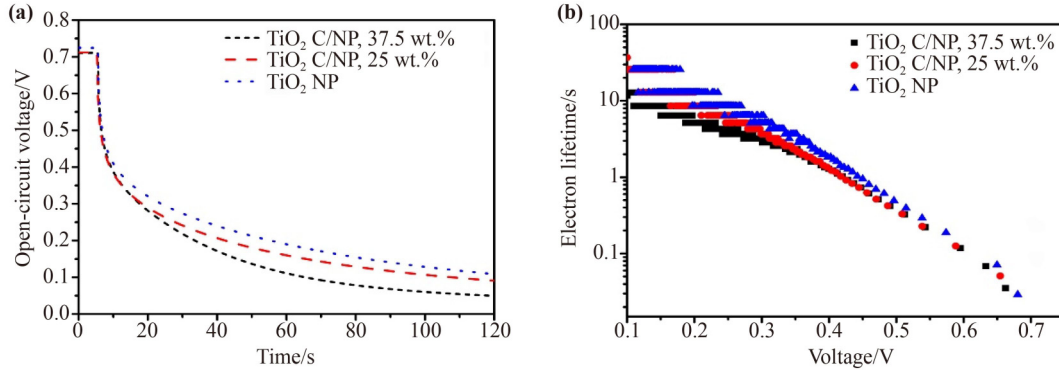 (a)
0.8
0.7
0.6
0.5
0.4
0.3
0.2
0.1
0.0
Open-circuit voltage/V
TiO₂ C/NP, 37.5 wt.%
TiO₂ C/NP, 25 wt.%
TiO₂ NP
0 20 40 60 80 100 120
Time/s
(b)
100
10
1
0.1
Electron lifetime/s
TiO₂ C/NP, 37.5 wt.%
TiO₂ C/NP, 25 wt.%
TiO₂ NP
0.1 0.2 0.3 0.4 0.5 0.6 0.7
Voltage/V